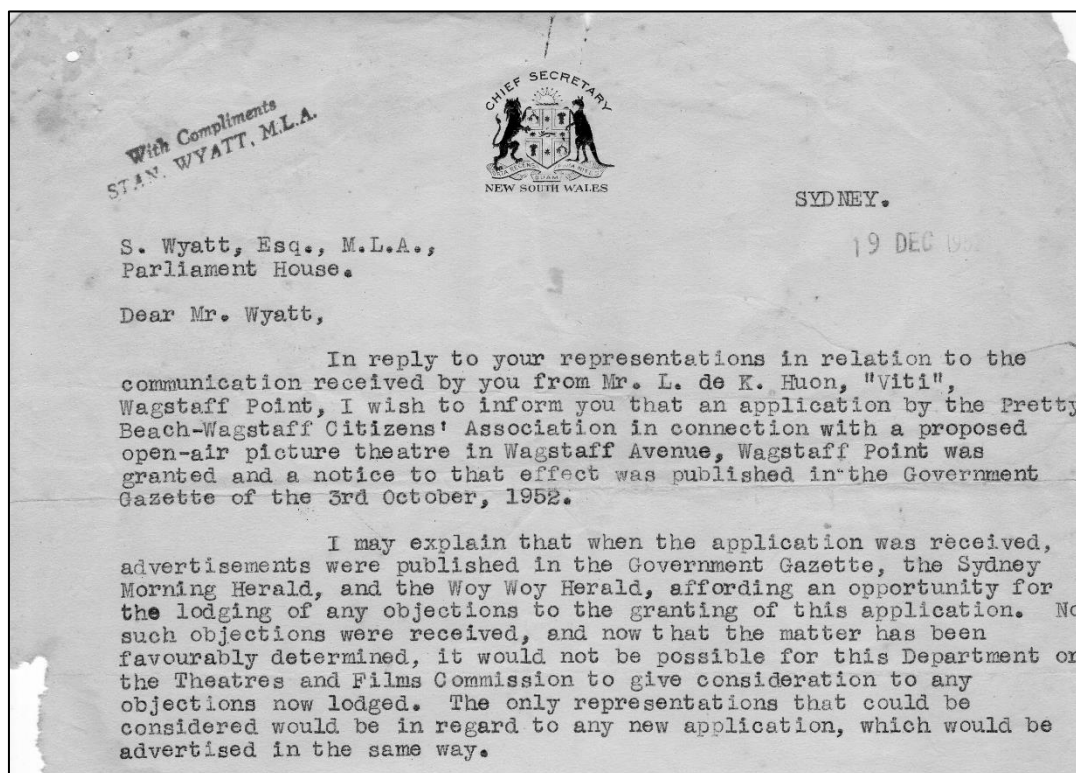 With Compliments
STAN. WYATT, M.L.A.
CHIEF SECRETARY
NEW SOUTH WALES
SYDNEY.
19 DEC
S. Wyatt, Esq., M.L.A.,
Parliament House.
Dear Mr. Wyatt,
In reply to your representations in relation to the
communication received by you from Mr. L. de K. Huon, "Viti",
Wagstaff Point, I wish to inform you that an application by the Pretty
Beach-Wagstaff Citizens' Association in connection with a proposed
open-air picture theatre in Wagstaff Avenue, Wagstaff Point was
granted and a notice to that effect was published in the Government
Gazette of the 3rd October, 1952.
I may explain that when the application was received,
advertisements were published in the Government Gazette, the Sydney
Morning Herald, and the Woy Woy Herald, affording an opportunity for
the lodging of any objections to the granting of this application. No
such objections were received, and now that the matter has been
favourably determined, it would not be possible for this Department or
the Theatres and Films Commission to give consideration to any
objections now lodged. The only representations that could be
considered would be in regard to any new application, which would be
advertised in the same way.